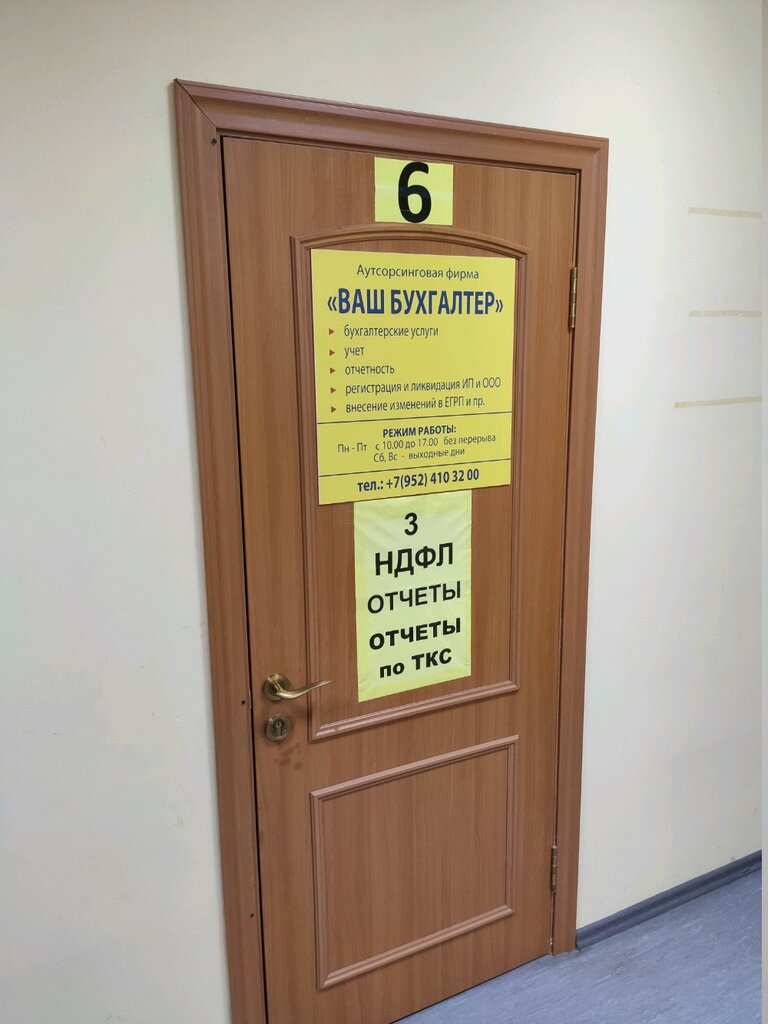 6
Аутсорсинговая фирма
«ВАШ БУХГАЛТЕР»
бухгалтерские услуги
учет
отчетность
регистрация и ликвидация ИП и ООО
внесение изменений в ЕГРП и пр.
РЕЖИМ РАБОТЫ:
Пн - Пт с 10.00 до 17.00 без перерыва
Сб, Вс - выходные дни
тел.: +7(952) 410 32 00
3
НДФЛ
ОТЧЕТЫ
ОТЧЕТЫ
по ТКС